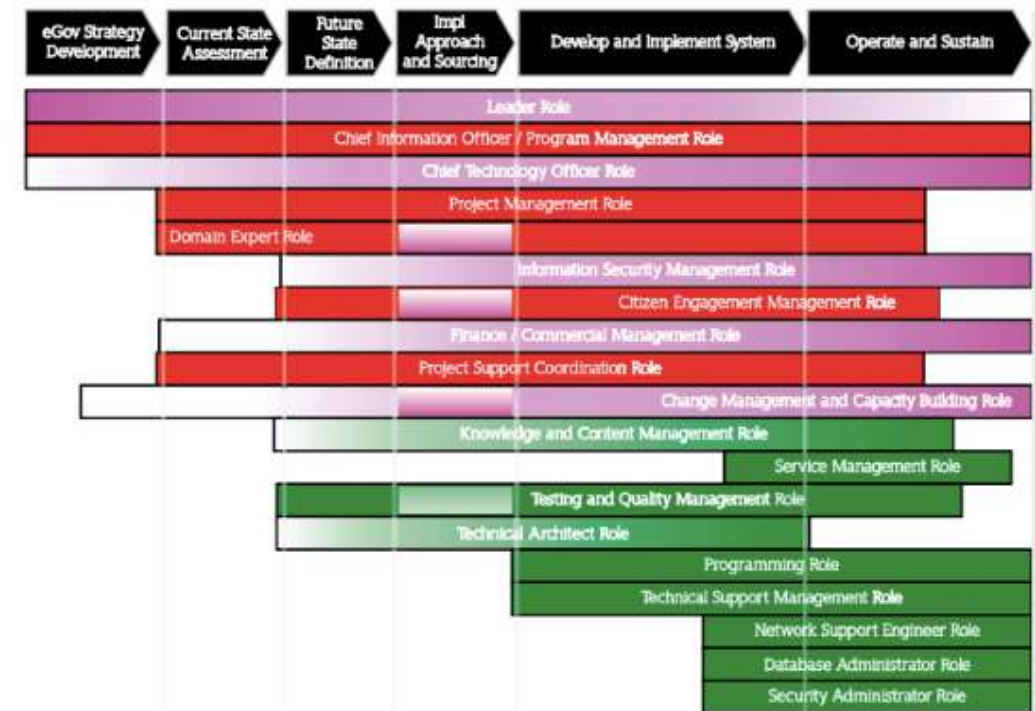 eGov Strategy
Development
Current State
Assessment
Future
State
Definition
Impl
Approach
and Sourcing
Develop and Implement System
Operate and Sustain
Leader Role
Chief Information Officer / Program Management Role
Chief Technology Officer Role
Project Management Role
Domain Expert Role
Information Security Management Role
Citizen Engagement Management Role
Finance / Commercial Management Role
Project Support Coordination Role
Change Management and Capacity Building Role
Knowledge and Content Management Role
Service Management Role
Testing and Quality Management Role
Technical Architect Role
Programming Role
Technical Support Management Role
Network Support Engineer Role
Database Administrator Role
Security Administrator Role